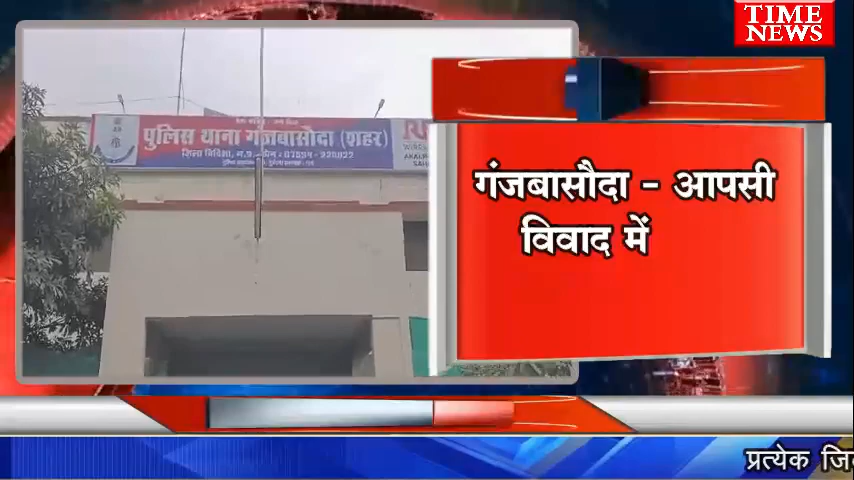 TIME
NEWS
पुलिस थाना गंजबासौदा (शहर)
जिला विदिशा, म.प्र.
गंजबासौदा - आपसी
विवाद में
प्रत्येक